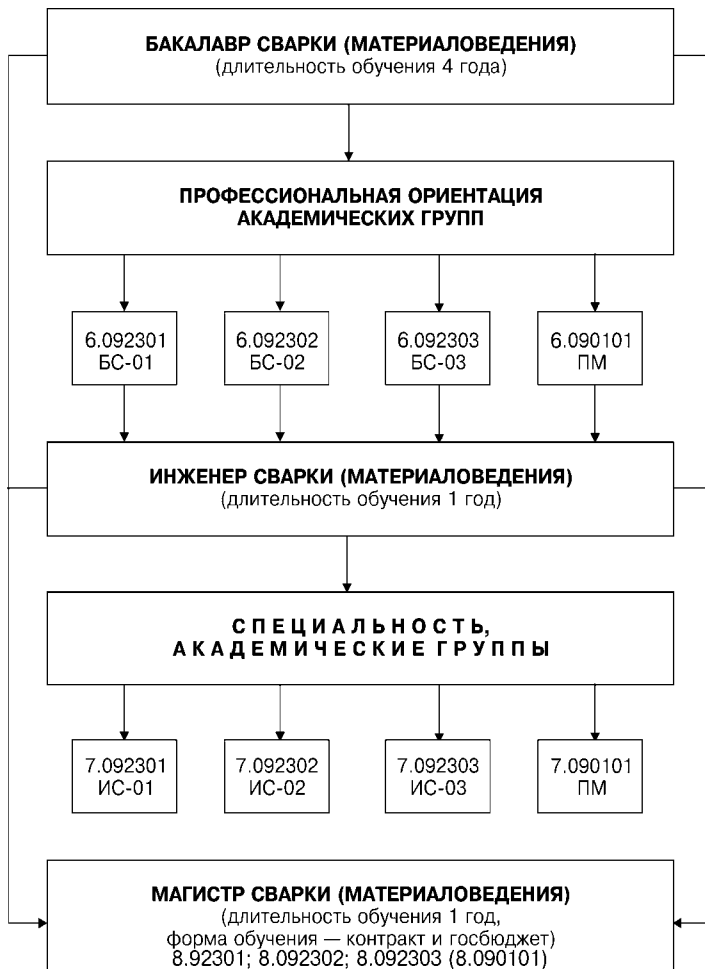 БАКАЛАВР СВАРКИ (МАТЕРИАЛОВЕДЕНИЯ)
(длительность обучения 4 года)
ПРОФЕССИОНАЛЬНАЯ ОРИЕНТАЦИЯ
АКАДЕМИЧЕСКИХ ГРУПП
6.092301
БС-01
6.092302
БС-02
6.092303
БС-03
6.090101
ПМ
ИНЖЕНЕР СВАРКИ (МАТЕРИАЛОВЕДЕНИЯ)
(длительность обучения 1 год)
СПЕЦИАЛЬНОСТЬ,
АКАДЕМИЧЕСКИЕ ГРУППЫ
7.092301
ИС-01
7.092302
ИС-02
7.092303
ИС-03
7.090101
ПМ
МАГИСТР СВАРКИ (МАТЕРИАЛОВЕДЕНИЯ)
(длительность обучения 1 год,
форма обучения — контракт и госбюджет)
8.92301; 8.092302; 8.092303 (8.090101)